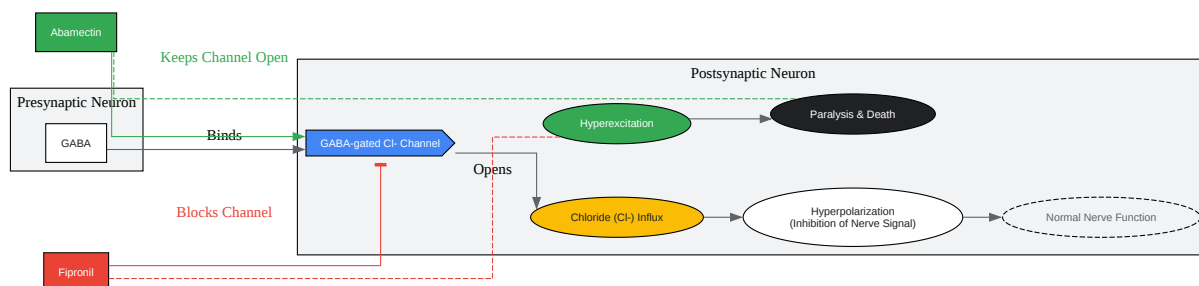 Abamectin
Keeps Channel Open
Postsynaptic Neuron
Presynaptic Neuron
GABA
Binds
GABA-gated Cl- Channel
Hyperexcitation
Paralysis & Death
Opens
Blocks Channel
Chloride (Cl-) Influx
Hyperpolarization
(Inhibition of Nerve Signal)
Normal Nerve Function
Fipronil